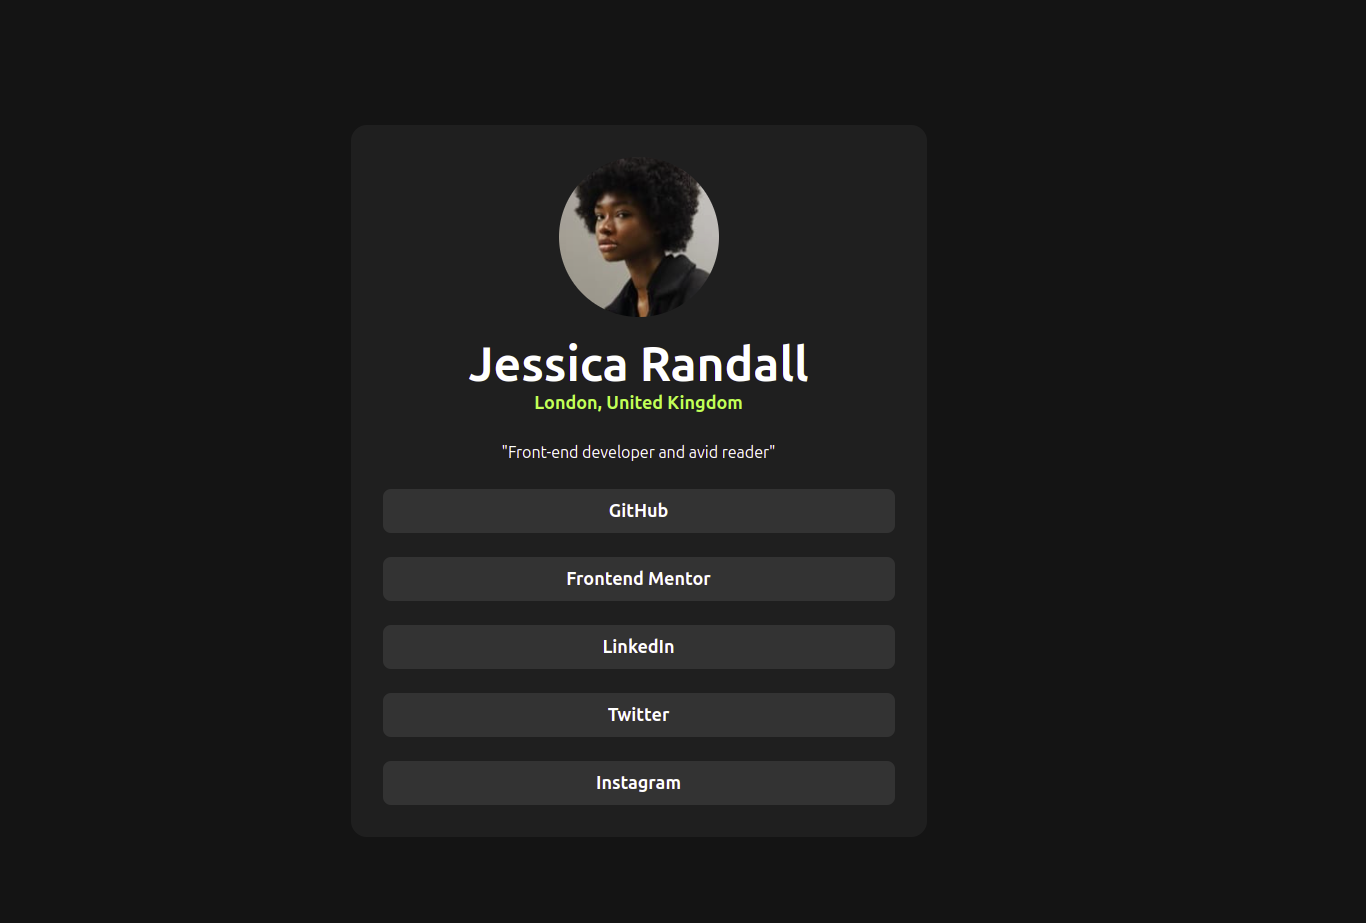 Jessica Randall
London, United Kingdom
"Front-end developer and avid reader"
GitHub
Frontend Mentor
LinkedIn
Twitter
Instagram